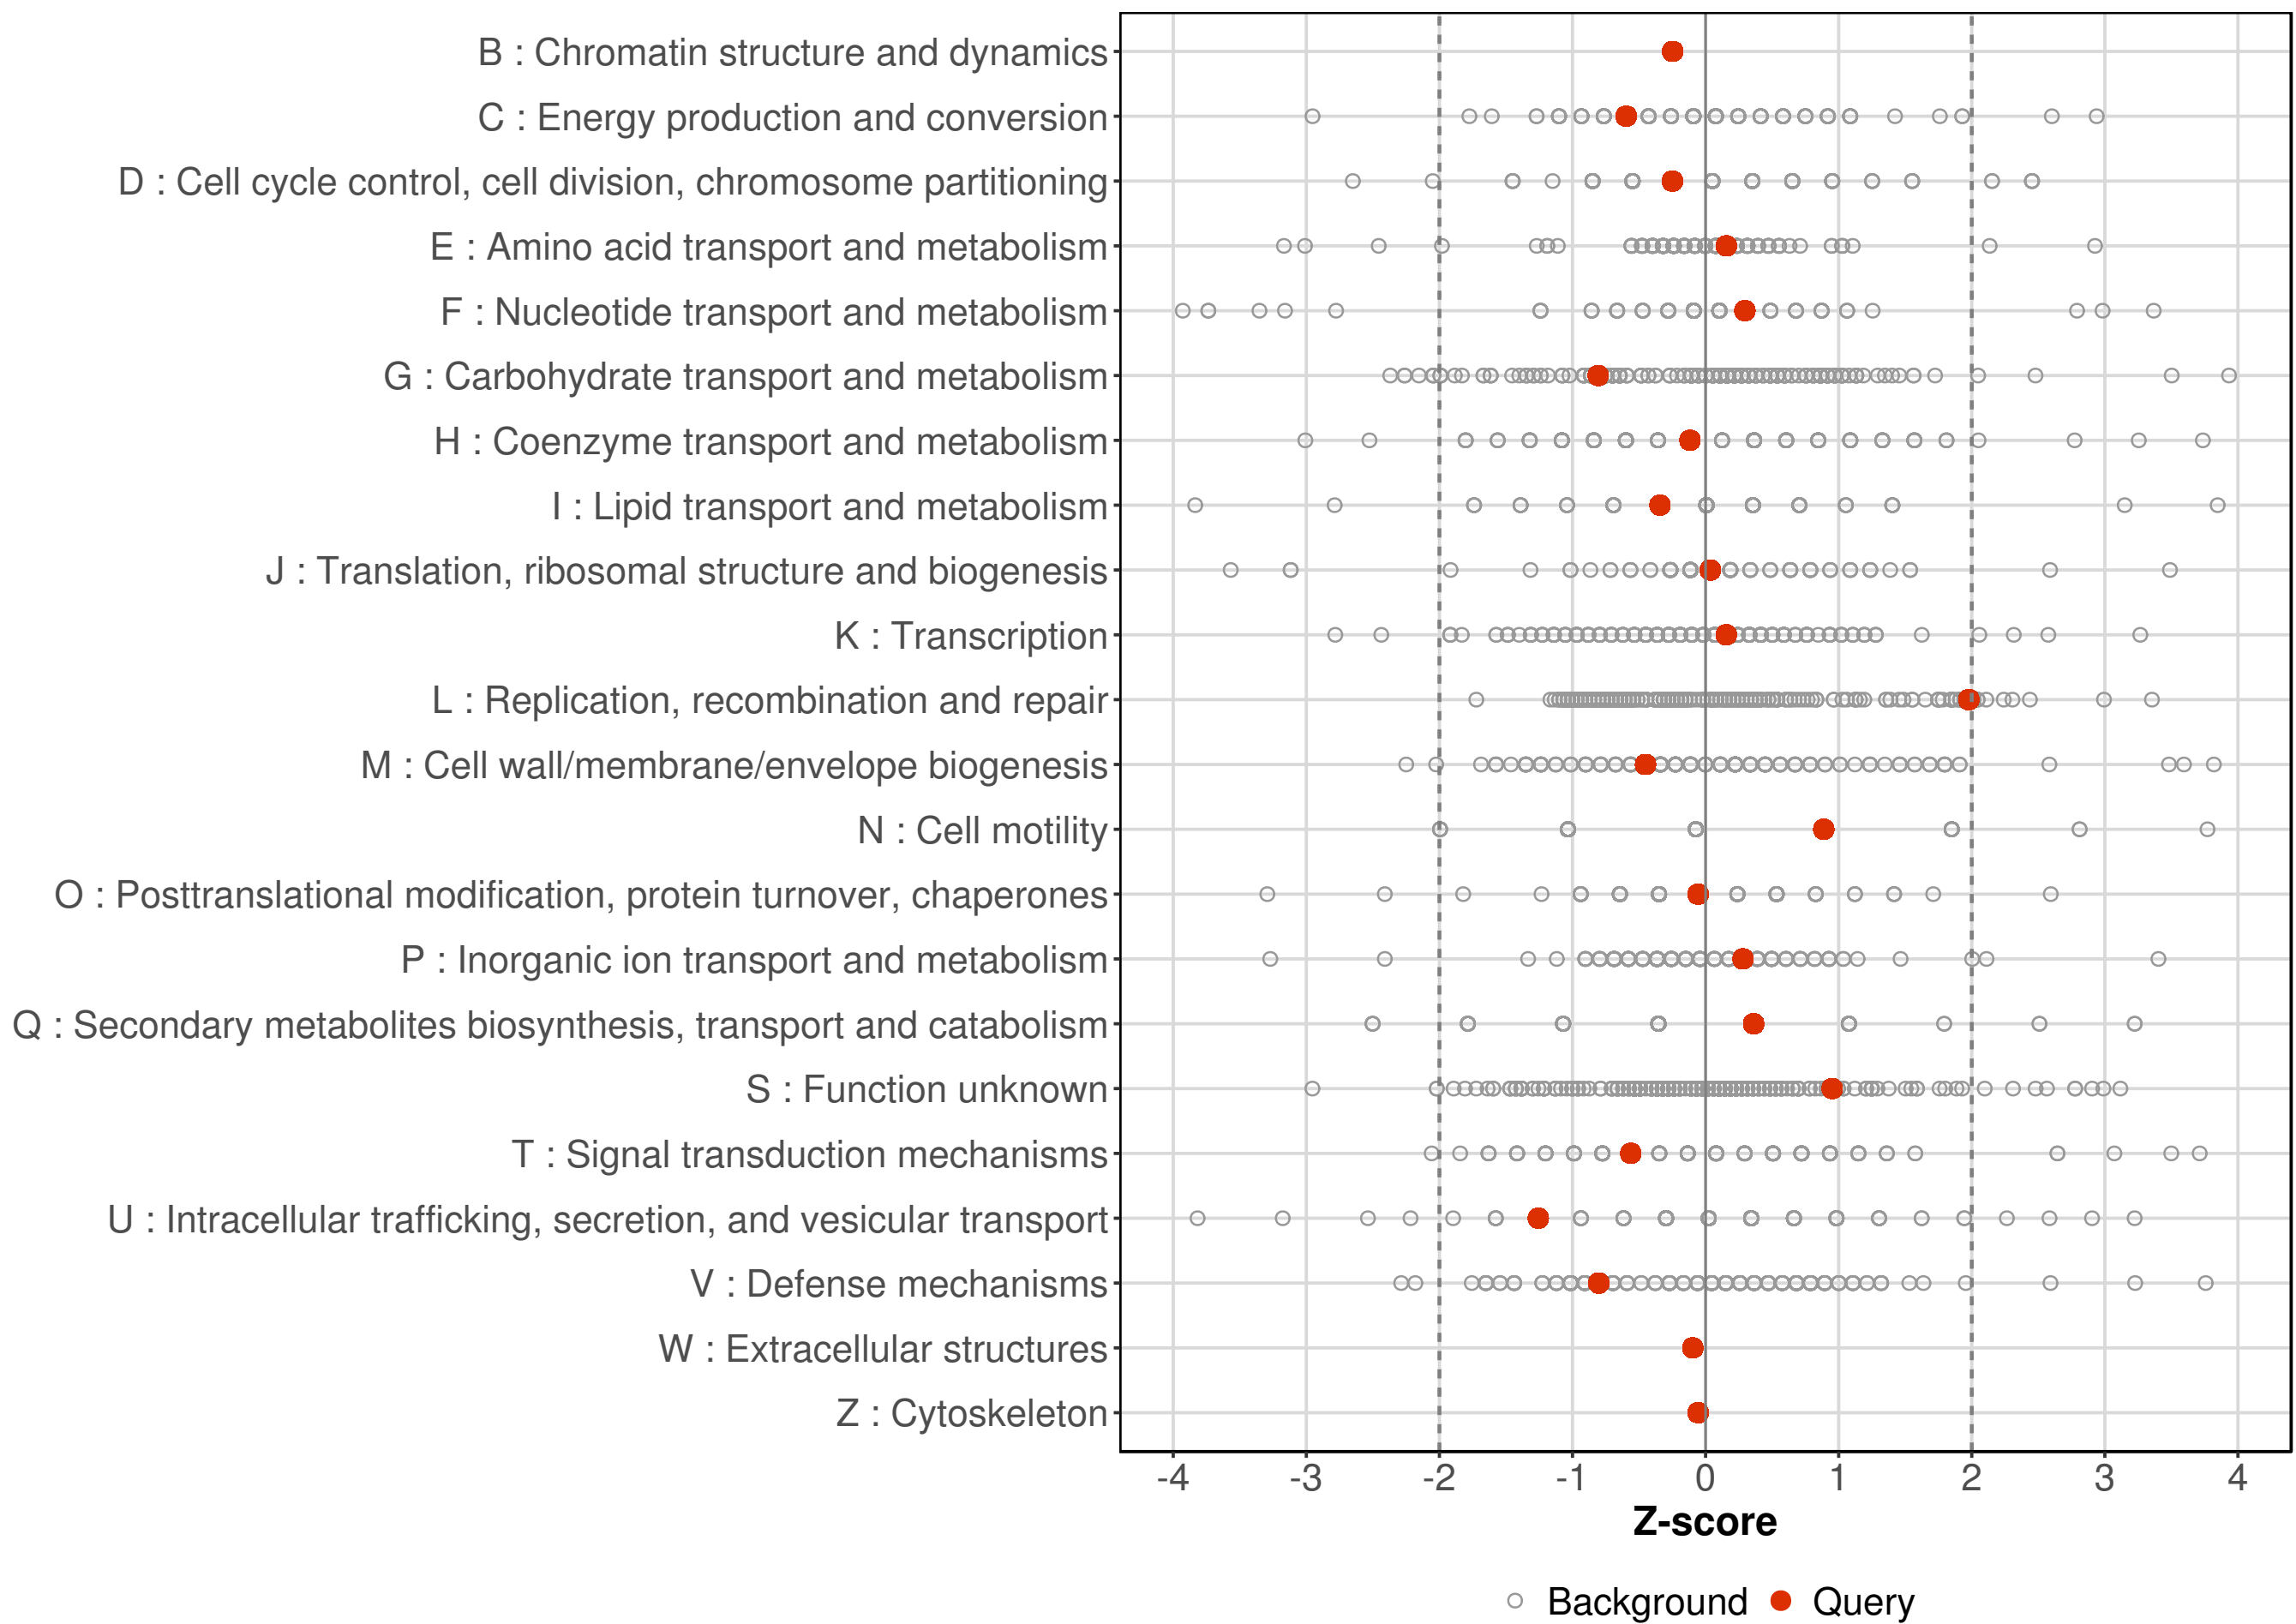 B : Chromatin structure and dynamics
C : Energy production and conversion
D : Cell cycle control, cell division, chromosome partitioning
E : Amino acid transport and metabolism
F : Nucleotide transport and metabolism
G : Carbohydrate transport and metabolism
H : Coenzyme transport and metabolism
I : Lipid transport and metabolism
J : Translation, ribosomal structure and biogenesis
K : Transcription
L : Replication, recombination and repair
M : Cell wall/membrane/envelope biogenesis
N : Cell motility
O : Posttranslational modification, protein turnover, chaperones
P : Inorganic ion transport and metabolism
Q : Secondary metabolites biosynthesis, transport and catabolism
S : Function unknown
T : Signal transduction mechanisms
U : Intracellular trafficking, secretion, and vesicular transport
V : Defense mechanisms
W : Extracellular structures
Z : Cytoskeleton
-4 -3 -2 -1 0 1 2 3 4
Z-score
Background Query